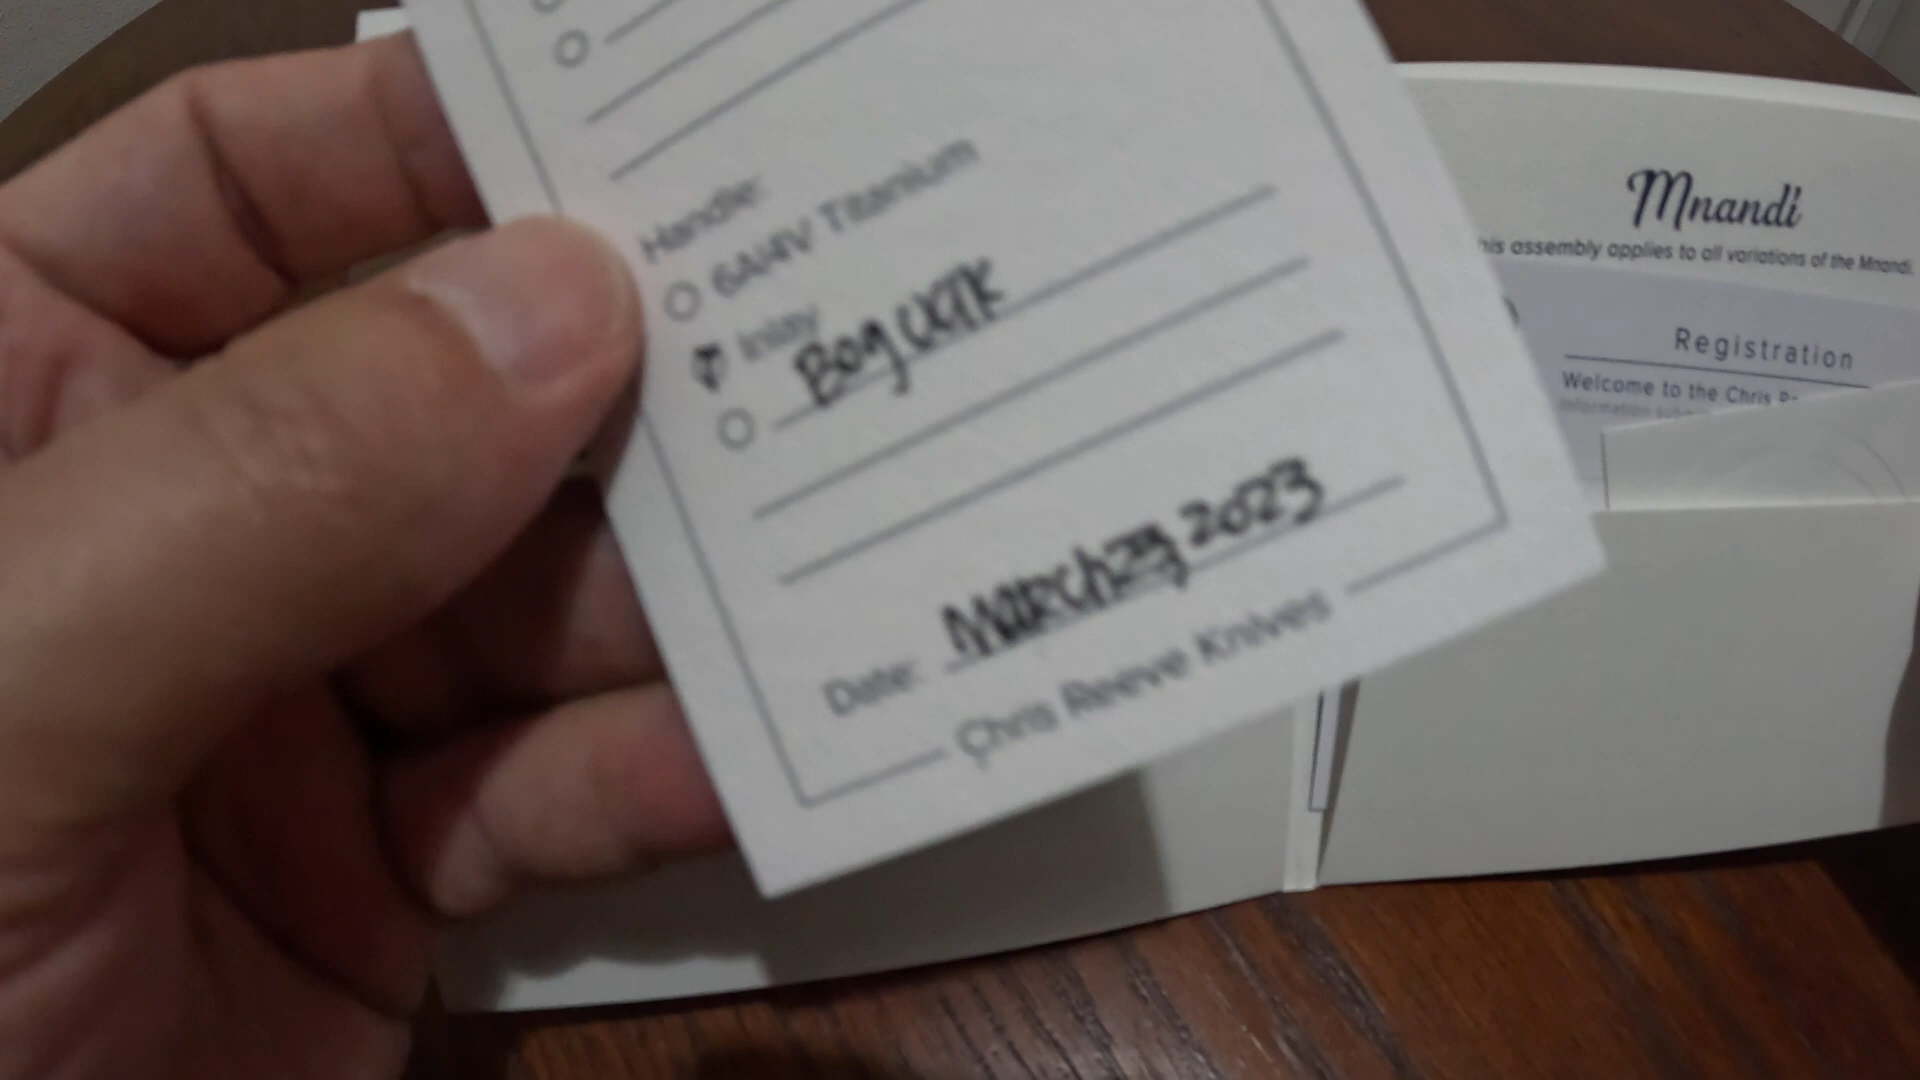 Handle:
6Al4V Titanium
Inlay
Bog Oak
Date: March 29 2023
Chris Reeve Knives
Mnandi
his assembly applies to all variations of the Mnandi.
Registration
Welcome to the Chris